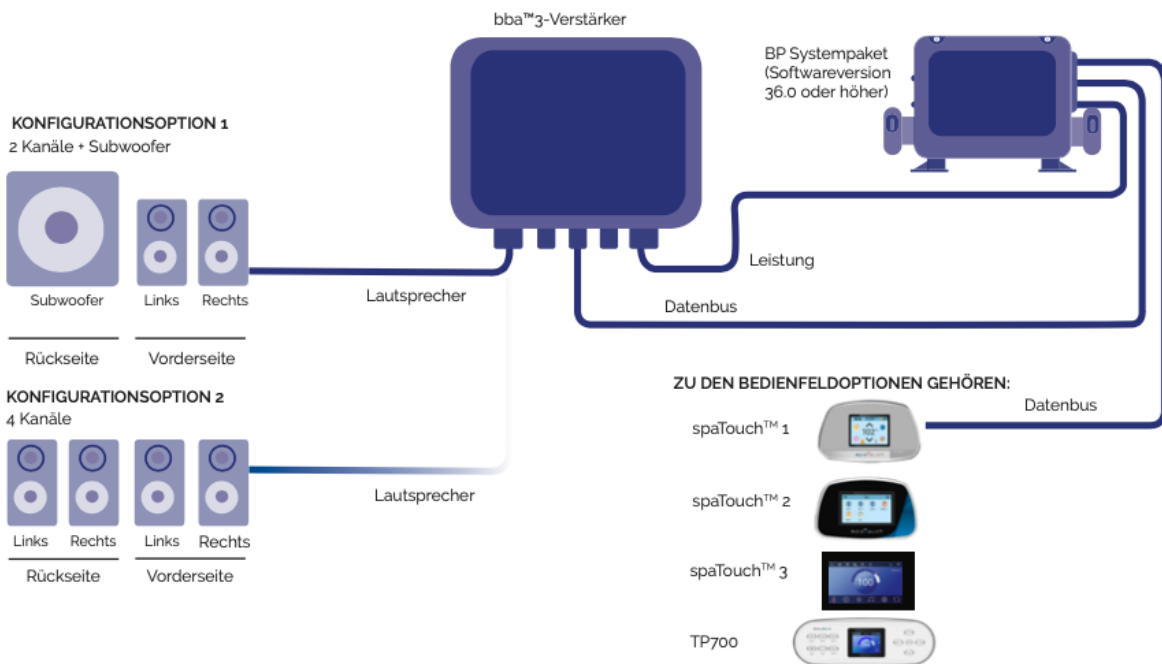 bba™3-Verstärker
BP Systempaket
(Softwareversion
36.0 oder höher)
KONFIGURATIONSOPTION 1
2 Kanäle + Subwoofer
Leistung
Lautsprecher
Subwoofer
Links
Rechts
Datenbus
Rückseite
Vorderseite
KONFIGURATIONSOPTION 2
4 Kanäle
Lautsprecher
Links
Rechts
Links
Rechts
Rückseite
Vorderseite
ZU DEN BEDIENFELDOPTIONEN GEHÖREN:
Datenbus
spaTouch™ 1
102
spaTouch™ 2
spaTouch™ 3
100
TP700